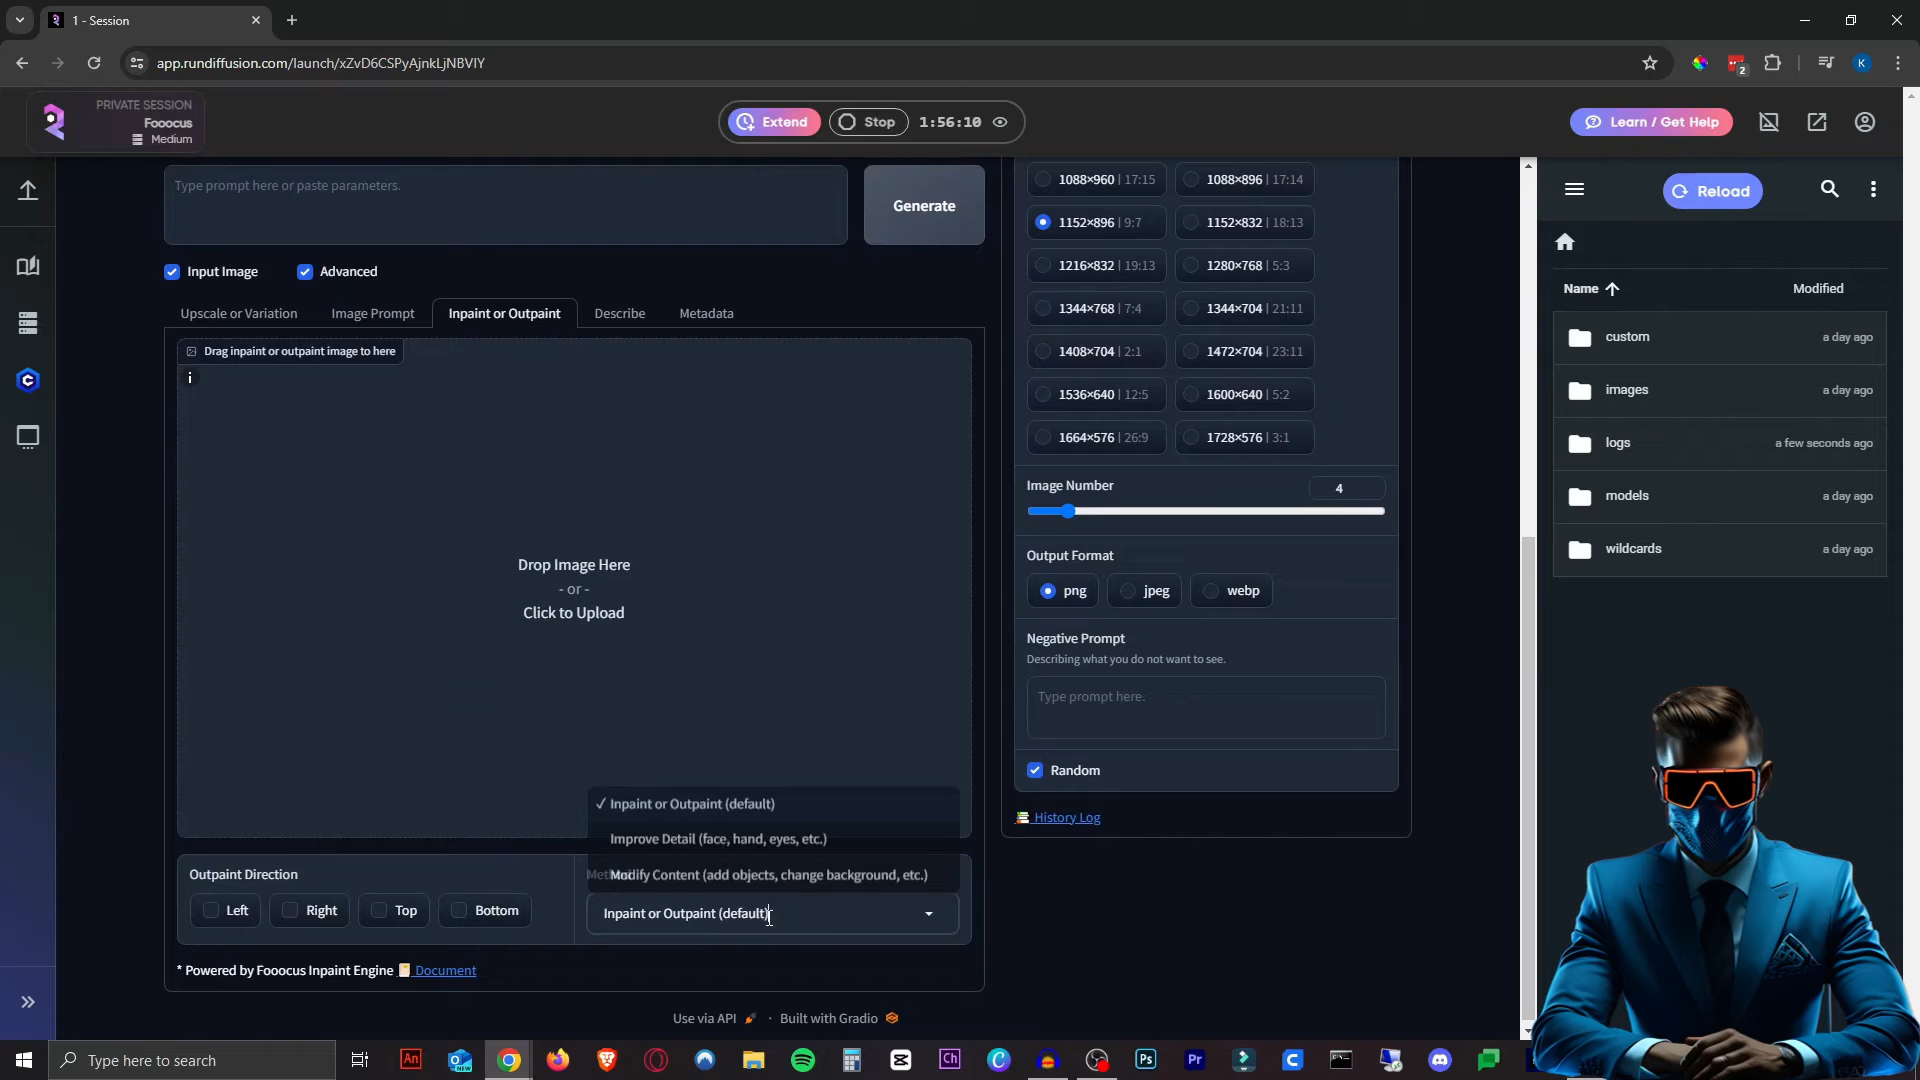 1 - Session
app.rundiffusion.com/launch/xZvD6CSPyAjnkLjNBVIY
2
K
PRIVATE SESSION
Fooocus
Medium
Extend
Stop
1:56:10
Learn / Get Help
Type prompt here or paste parameters.
Generate
Input Image
Advanced
Upscale or Variation
Image Prompt
Inpaint or Outpaint
Describe
Metadata
Drag inpaint or outpaint image to here
i
Drop Image Here
- or -
Click to Upload
✓ Inpaint or Outpaint (default)
Improve Detail (face, hand, eyes, etc.)
Modify Content (add objects, change background, etc.)
Outpaint Direction
Left
Right
Top
Bottom
Inpaint or Outpaint (default)
* Powered by Fooocus Inpaint Engine Document
Use via API · Built with Gradio
1088×960 | 17:15
1088×896 | 17:14
1152×896 | 9:7
1152×832 | 18:13
1216×832 | 19:13
1280×768 | 5:3
1344×768 | 7:4
1344×704 | 21:11
1408×704 | 2:1
1472×704 | 23:11
1536×640 | 12:5
1600×640 | 5:2
1664×576 | 26:9
1728×576 | 3:1
Image Number
4
Output Format
png
jpeg
webp
Negative Prompt
Describing what you do not want to see.
Type prompt here.
Random
History Log
Reload
Name
Modified
custom a day ago
images a day ago
logs a few seconds ago
models a day ago
wildcards a day ago
Type here to search
An
NEW
Ch
Ps
Pr